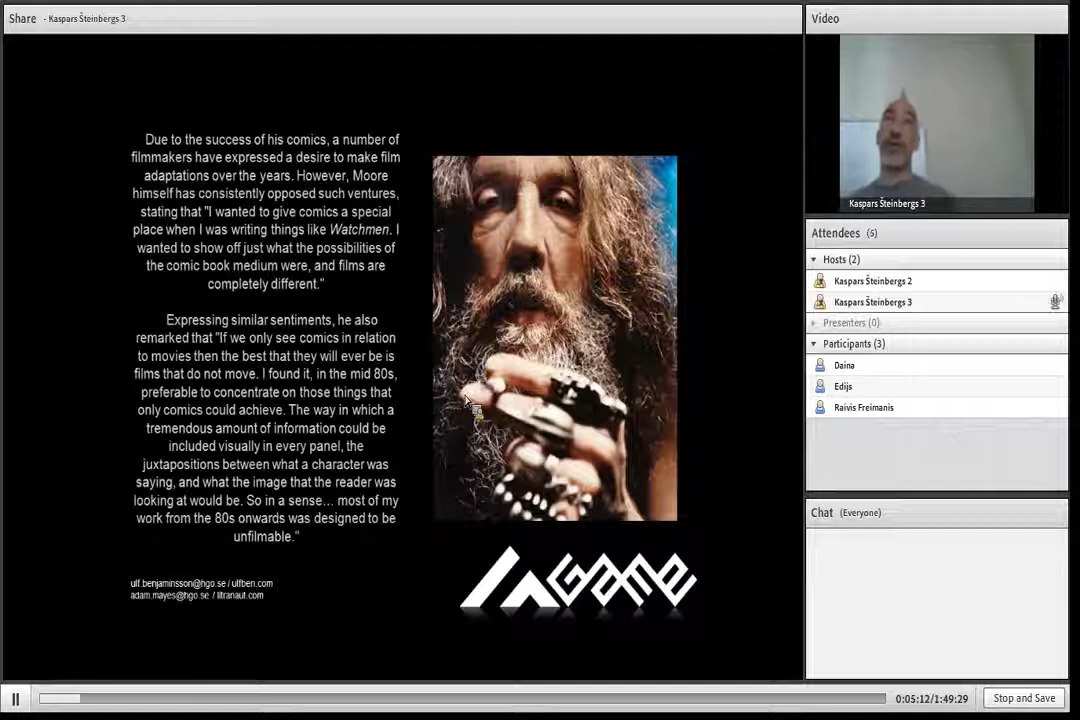 Share - Kaspars Šteinbergs 3
Due to the success of his comics, a number of
filmmakers have expressed a desire to make film
adaptations over the years. However, Moore
himself has consistently opposed such ventures,
stating that "I wanted to give comics a special
place when I was writing things like Watchmen. I
wanted to show off just what the possibilities of
the comic book medium were, and films are
completely different."
Expressing similar sentiments, he also
remarked that "If we only see comics in relation
to movies then the best that they will ever be is
films that do not move. I found it, in the mid 80s,
preferable to concentrate on those things that
only comics could achieve. The way in which a
tremendous amount of information could be
included visually in every panel, the
juxtapositions between what a character was
saying, and what the image that the reader was
looking at would be. So in a sense… most of my
work from the 80s onwards was designed to be
unfilmable."
ulf.benjaminsson@hgo.se / ulfben.com
adam.mayes@hgo.se / litranaut.com
Game
Video
Kaspars Šteinbergs 3
Attendees (5)
Hosts (2)
Kaspars Šteinbergs 2
Kaspars Šteinbergs 3
Presenters (0)
Participants (3)
Daina
Edijs
Raivis Freimanis
Chat (Everyone)
0:05:12/1:49:29
Stop and Save